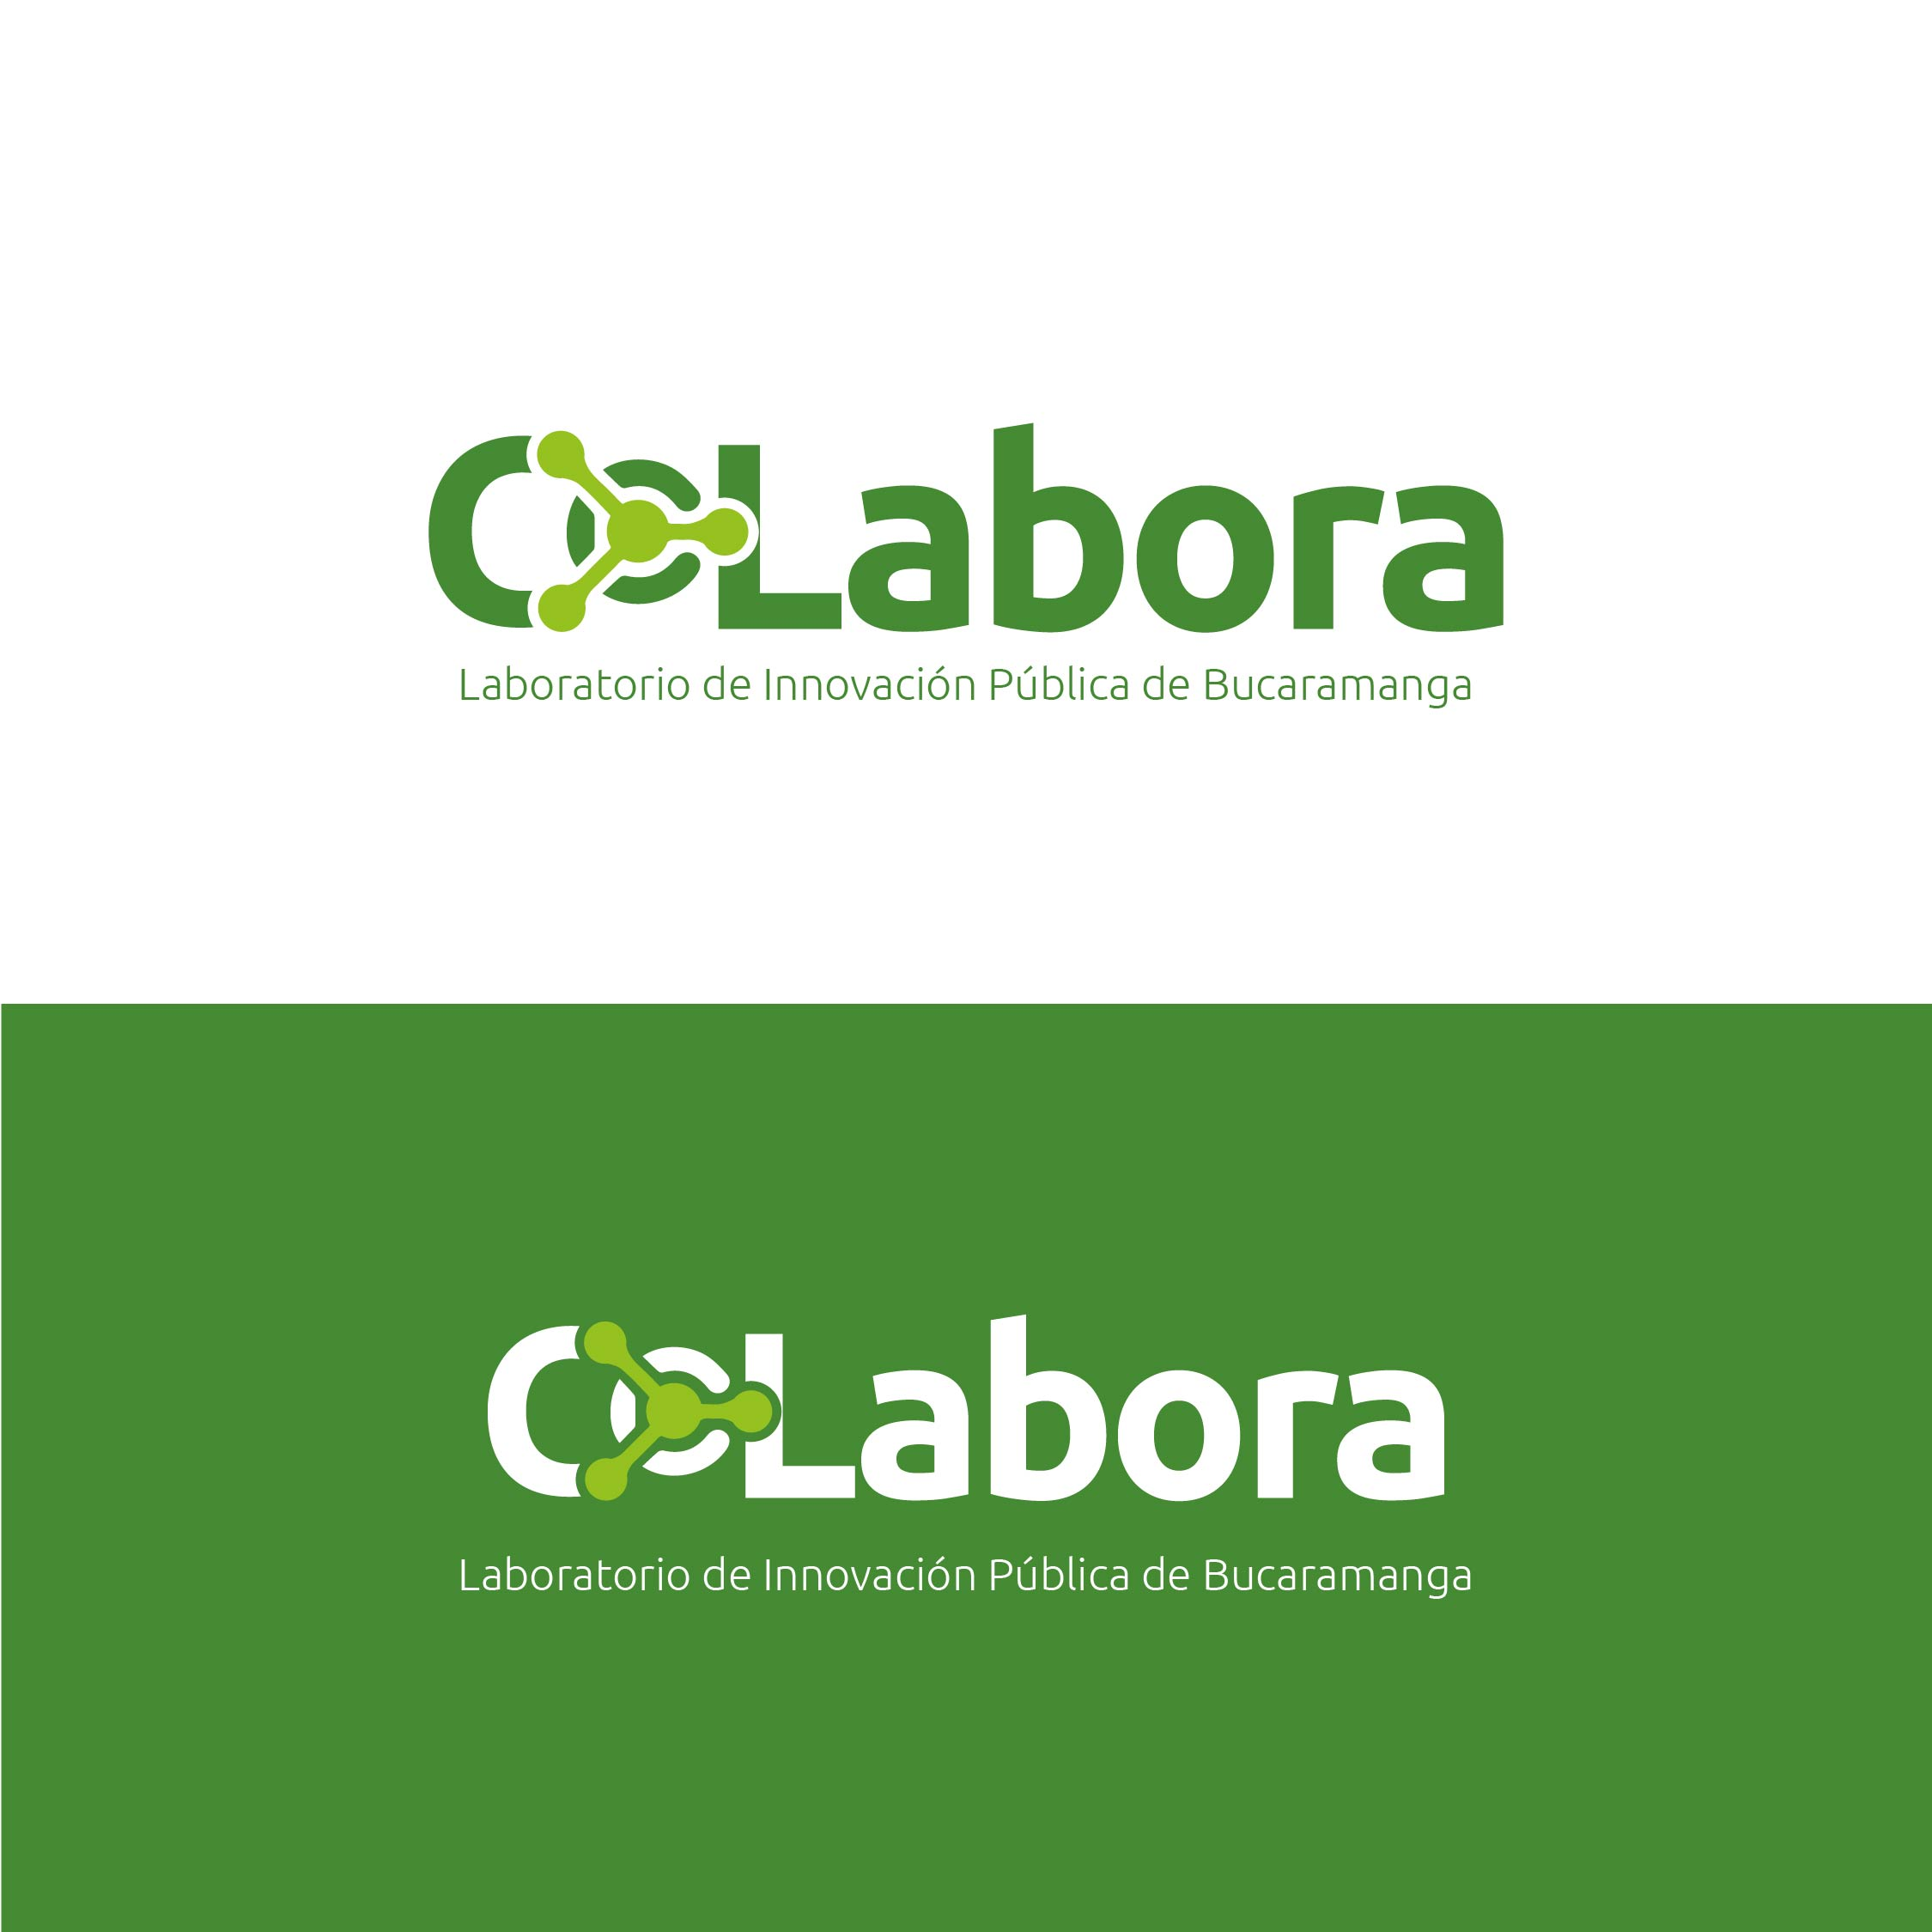 CoLabora
Laboratorio de Innovación Pública de Bucaramanga
CoLabora
Laboratorio de Innovación Pública de Bucaramanga